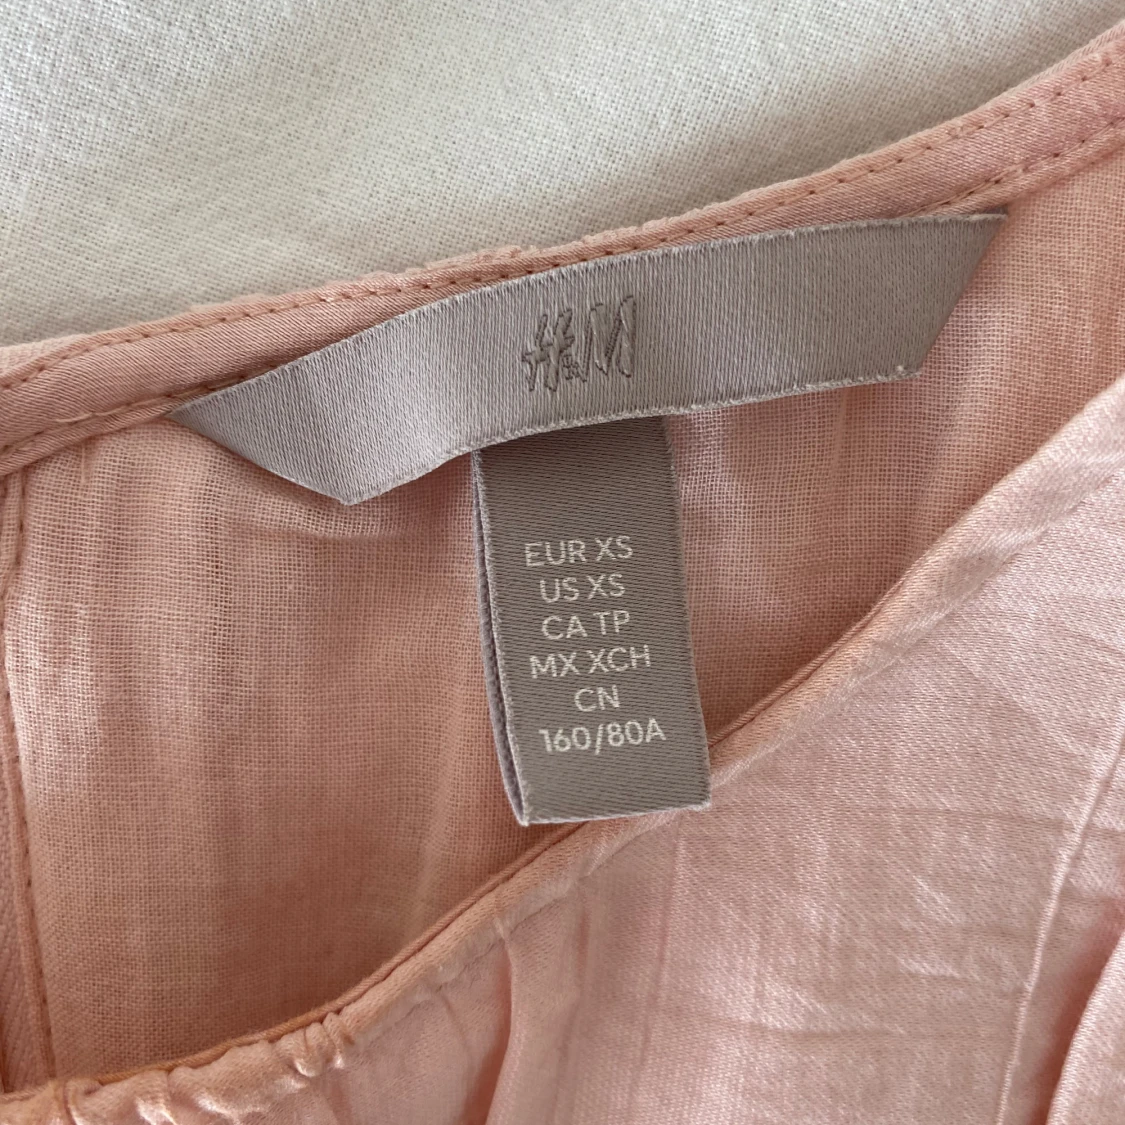 H&M
EUR XS
US XS
CA TP
MX XCH
CN
160/80A